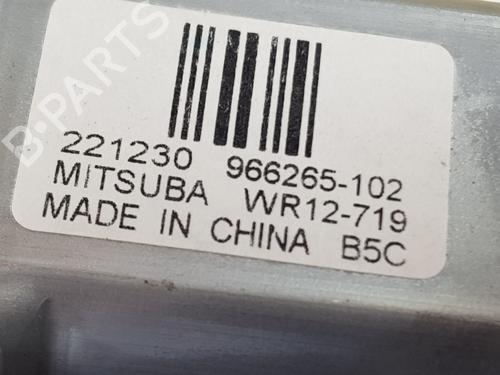 B-PARTS
221230 966265-102
MITSUBA WR12-719
MADE IN CHINA B5C